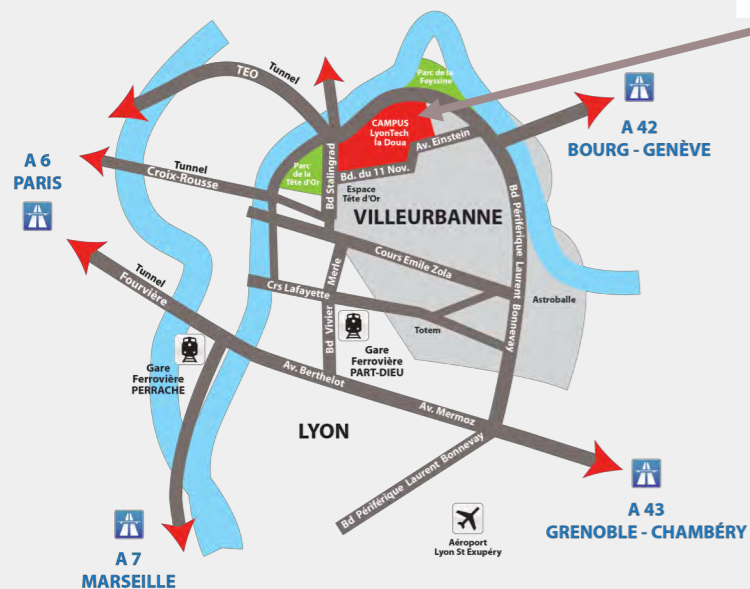 TEO
Tunnel
Parc de la
Feyssine
CAMPUS
LyonTech
la Doua
Av. Einstein
A 42
BOURG - GENÈVE
A 6
PARIS
Tunnel
Croix-Rousse
Parc
de la
Tête d'Or
Bd Stalingrad
Bd. du 11 Nov.
Espace
Tête d'Or
VILLEURBANNE
Bd Périférique Laurent Bonnevay
Cours Emile Zola
Tunnel
Fourvière
Crs Lafayette
Bd Vivier Merle
Astroballe
Totem
Gare
Ferrovière
PERRACHE
Gare
Ferrovière
PART-DIEU
Av. Berthelot
Av. Mermoz
LYON
Bd Périférique Laurent Bonnevay
A 43
GRENOBLE - CHAMBÉRY
Aéroport
Lyon St Exupéry
A 7
MARSEILLE